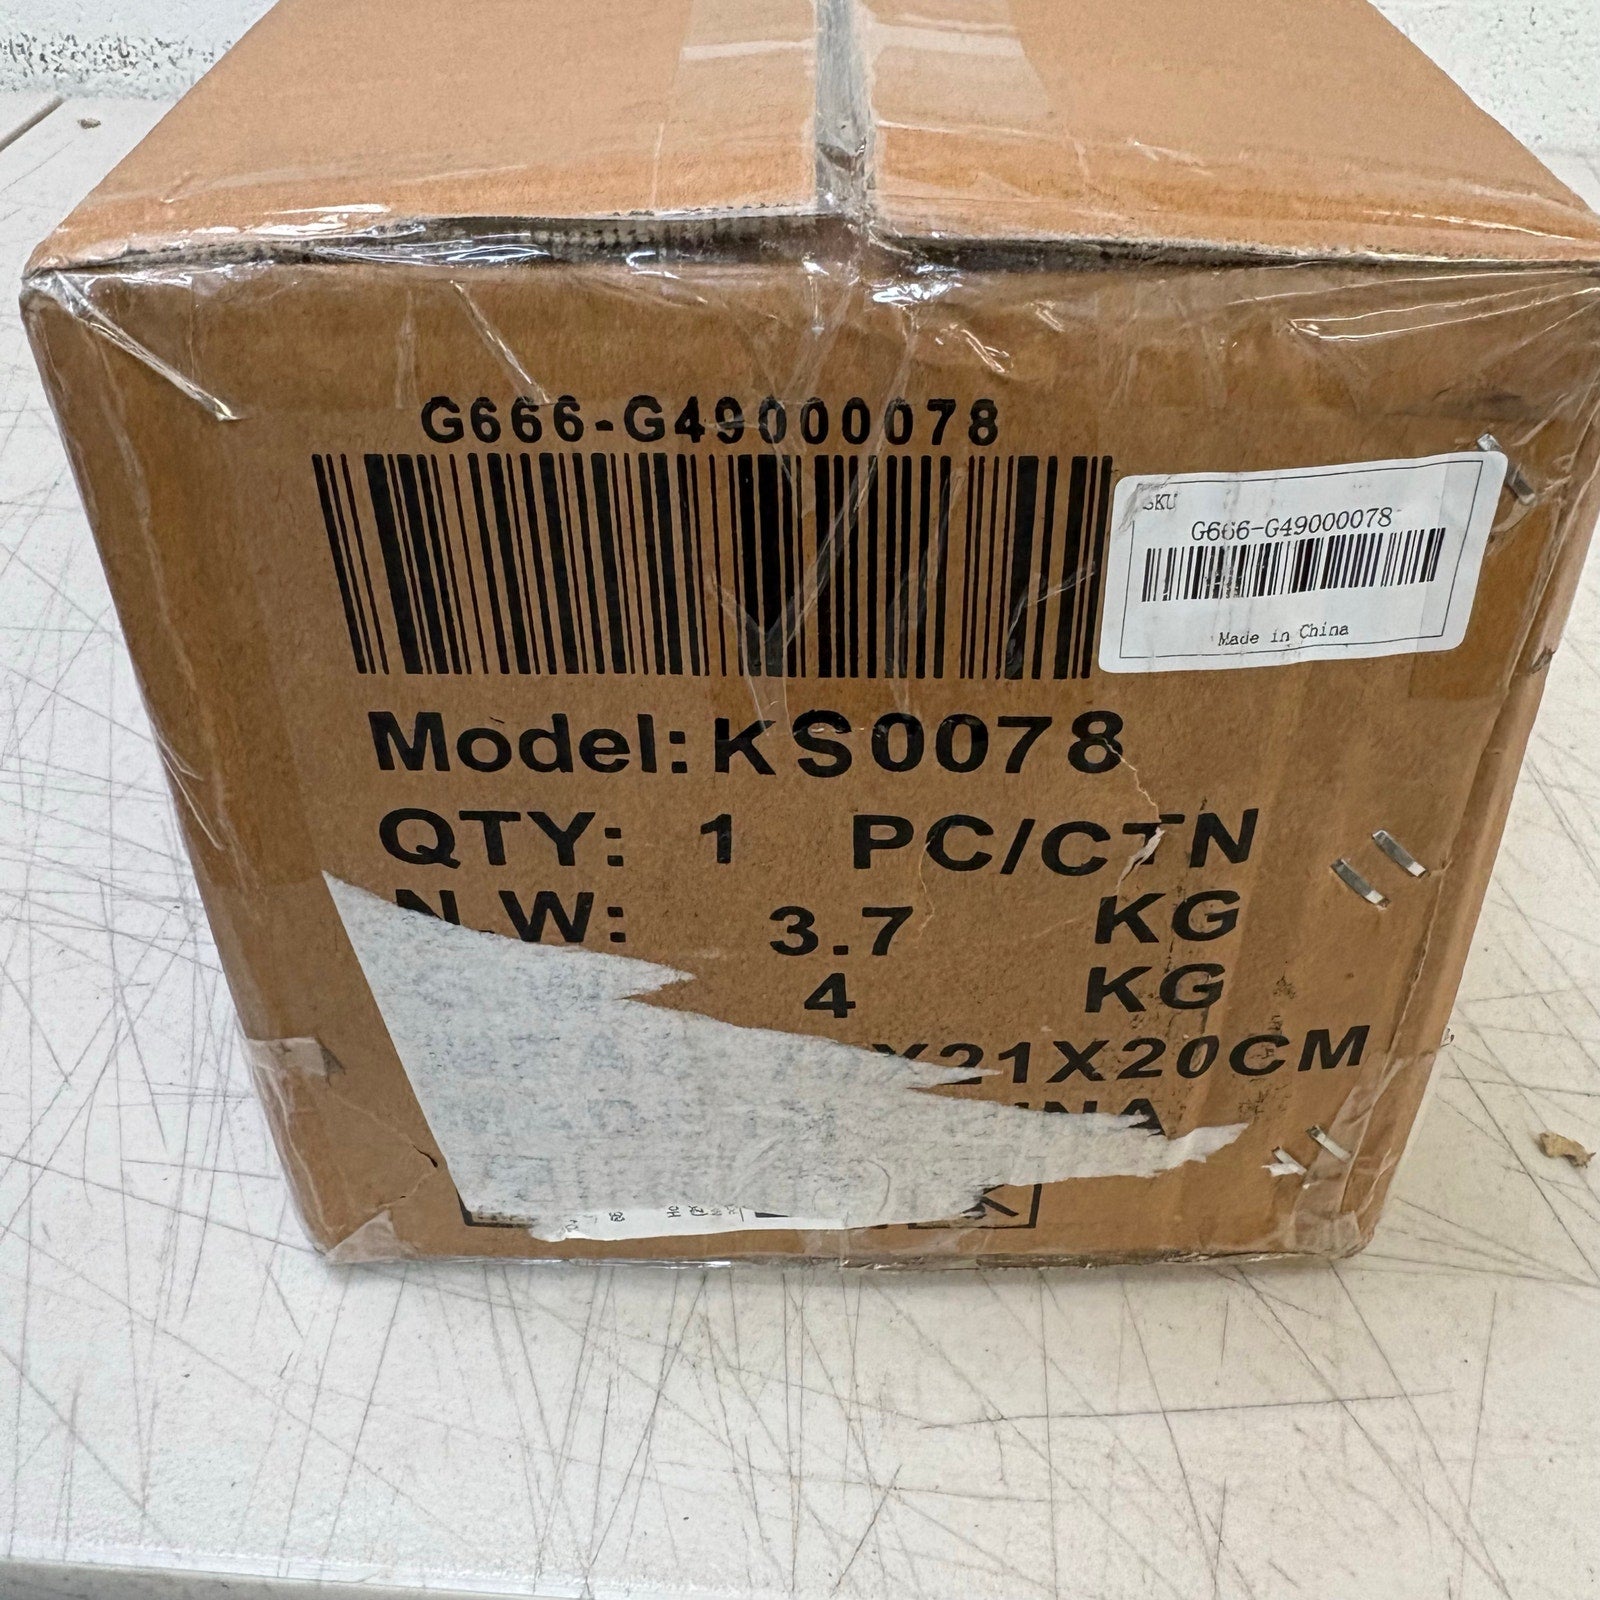 G666-G49000078
SKU
G666-G49000078
Made in China
Model: KS0078
QTY: 1 PC/CTN
N.W: 3.7 KG
4 KG
X21X20CM